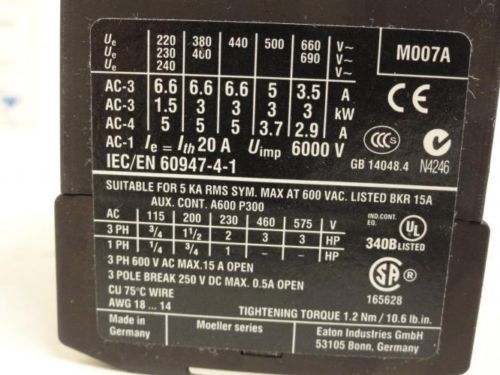 Ue 220 380 440 500 660 V~
Ue 230 400 690 V~
Ue 240
M007A
AC-3 6.6 6.6 6.6 5 3.5 A
AC-3 1.5 3 3 3 3 kW
AC-4 5 5 5 3.7 2.9 A
AC-1 Ie = Ith 20 A Uimp 6000 V
IEC/EN 60947-4-1
CE
CCC
GB 14048.4 N4246
SUITABLE FOR 5 KA RMS SYM. MAX AT 600 VAC. LISTED BKR 15A
AUX. CONT. A600 P300
AC 115 200 230 460 575 V
3 PH 3/4 1 1/2 2 3 3 HP
1 PH 1/4 3/4 1 - - HP
3 PH 600 V AC MAX.15 A OPEN
3 POLE BREAK 250 V DC MAX. 0.5A OPEN
CU 75°C WIRE
AWG 18 ... 14
IND.CONT.
EQ.
UL
340B LISTED
SA
165628
TIGHTENING TORQUE 1.2 Nm / 10.6 lb.in.
Made in
Germany
Moeller series
Eaton Industries GmbH
53105 Bonn. Germany